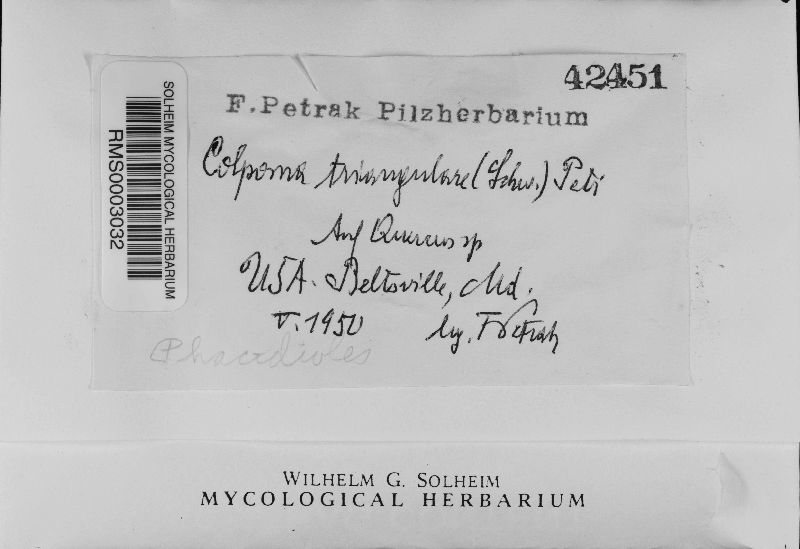 42451
F. Petrak Pilzherbarium
Colpoma triangulare (Schw.) Petr
Auf Quercus sp
USA. Beltsville, Md.
V. 1950 leg. F Petrak
Phacidiales
SOLHEIM MYCOLOGICAL HERBARIUM
RMS0003032
WILHELM G. SOLHEIM
MYCOLOGICAL HERBARIUM